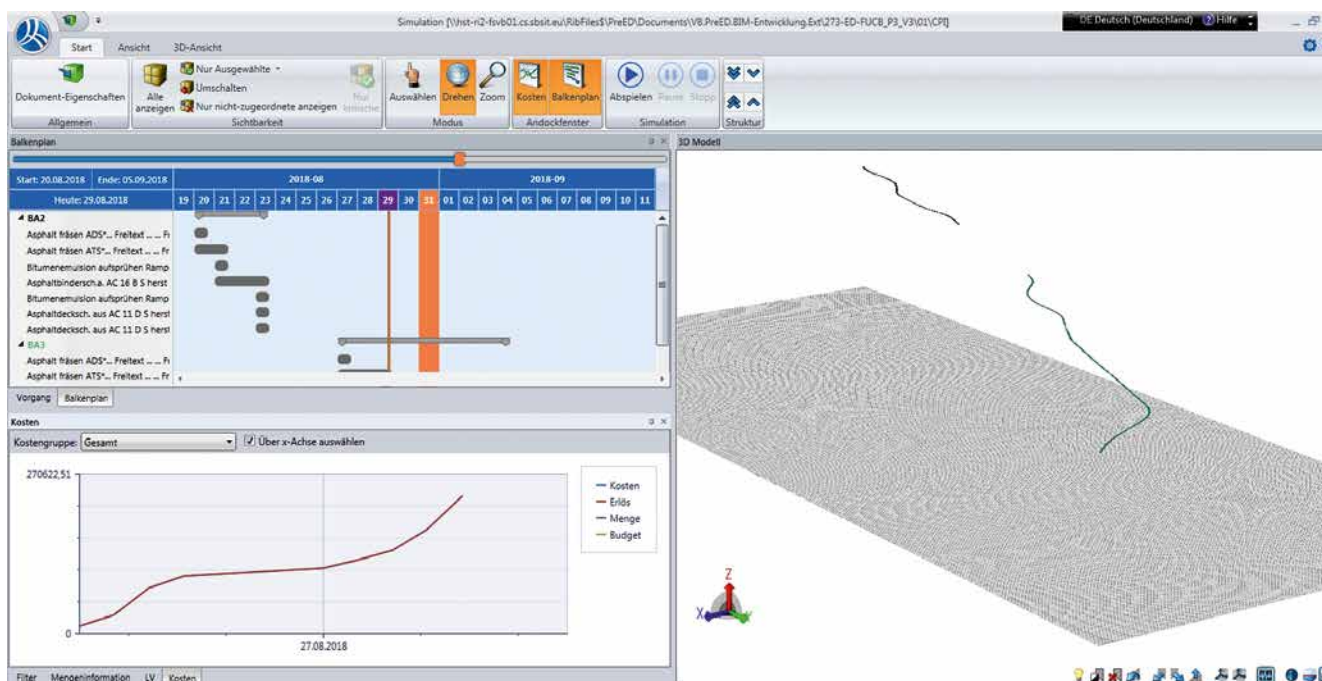 Simulation [\\hst-ri2-fsvb01.cs.sbsit.eu\RibFiles$\PreED\Documents\VB.PreED.BIM-Entwicklung.Ext\273-ED-FUCB_P3_V3\01\CPI]
DE Deutsch (Deutschland) Hilfe
Start Ansicht 3D-Ansicht
Dokument-Eigenschaften
Allgemein
Alle anzeigen
Nur Ausgewählte
Umschalten
Nur nicht-zugeordnete anzeigen
Sichtbarkeit
Auswählen Drehen Zoom
Modus
Kosten Balkenplan
Andockfenster
Abspielen Pause Stopp
Simulation
Struktur
Balkenplan
Start: 20.08.2018 Ende: 05.09.2018 2018-08 2018-09
Heute: 29.08.2018 19 20 21 22 23 24 25 26 27 28 29 30 31 01 02 03 04 05 06 07 08 09 10 11
BA2
Asphalt fräsen ADS*... Freitext ... ... Fr
Asphalt fräsen ATS*... Freitext ... ... Fr
Bitumenemulsion aufsprühen Ramp
Asphaltbindersch.a. AC 16 B S herst
Bitumenemulsion aufsprühen Ramp
Asphaltdecksch. aus AC 11 D S herst
Asphaltdecksch. aus AC 11 D S herst
BA3
Asphalt fräsen ADS*... Freitext ... ... Fr
Asphalt fräsen ATS*... Freitext ... ... Fr
Vorgang Balkenplan
Kosten
Kostengruppe: Gesamt Über x-Achse auswählen
270622,51
0
27.08.2018
Kosten
Erlös
Menge
Budget
Filter Mengeninformation LV Kosten
3D Modell
Z
X
Y